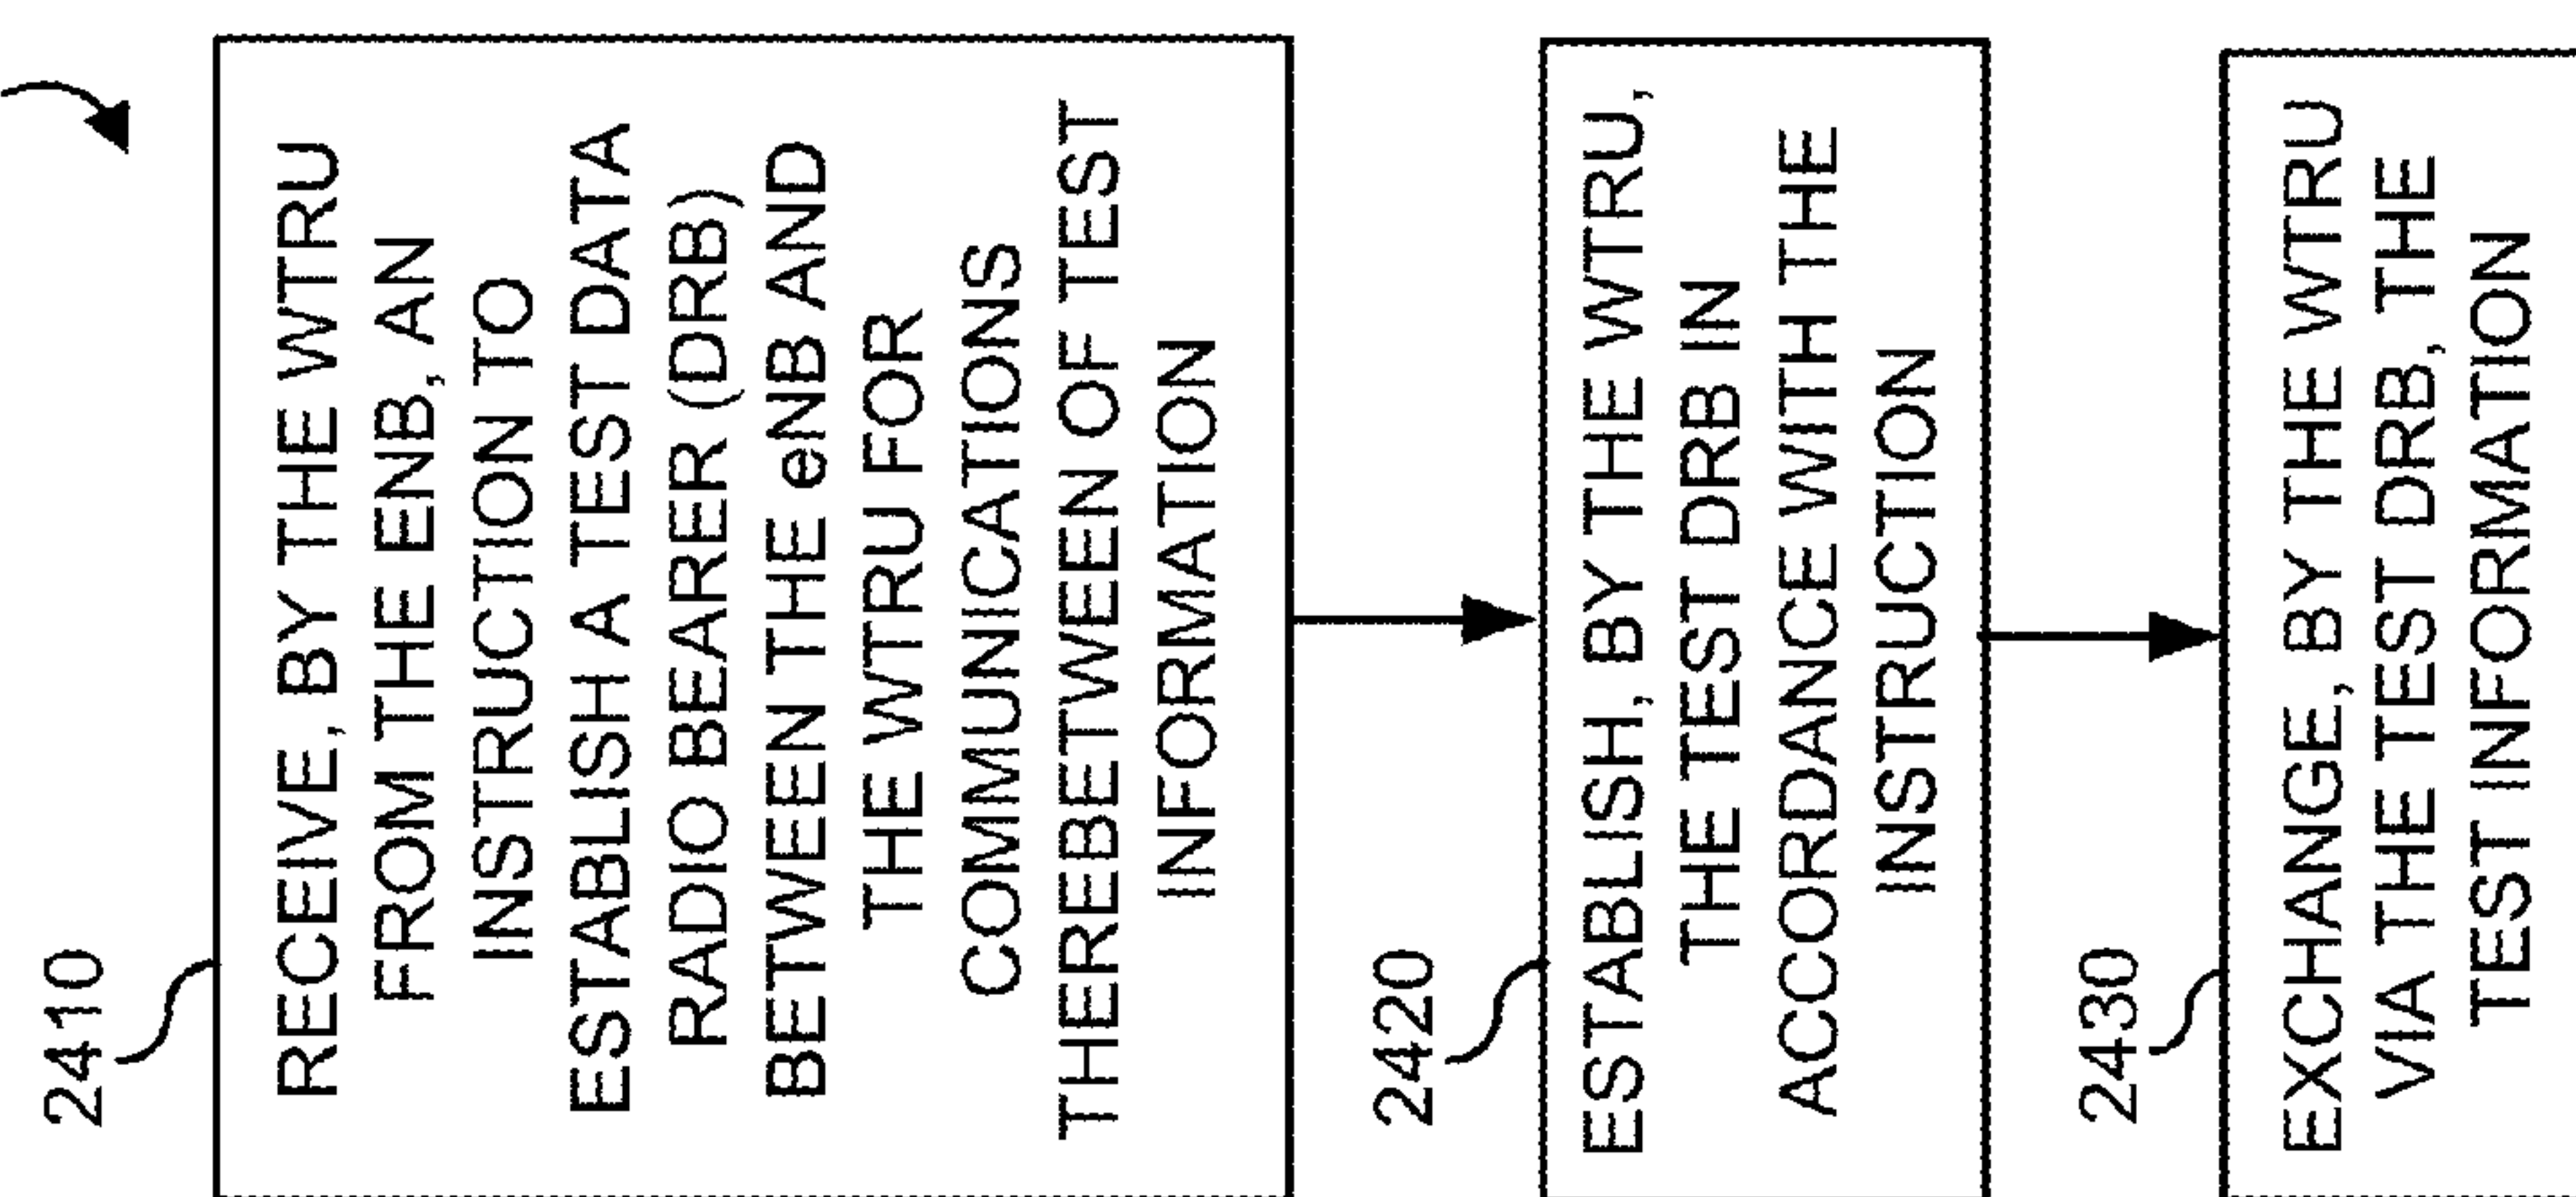 2410
RECEIVE, BY THE WTRU
FROM THE ENB, AN
INSTRUCTION TO
ESTABLISH A TEST DATA
RADIO BEARER (DRB)
BETWEEN THE eNB AND
THE WTRU FOR
COMMUNICATIONS
THEREBETWEEN OF TEST
INFORMATION
2420
ESTABLISH, BY THE WTRU,
THE TEST DRB IN
ACCORDANCE WITH THE
INSTRUCTION
2430
EXCHANGE, BY THE WTRU
VIA THE TEST DRB, THE
TEST INFORMATION